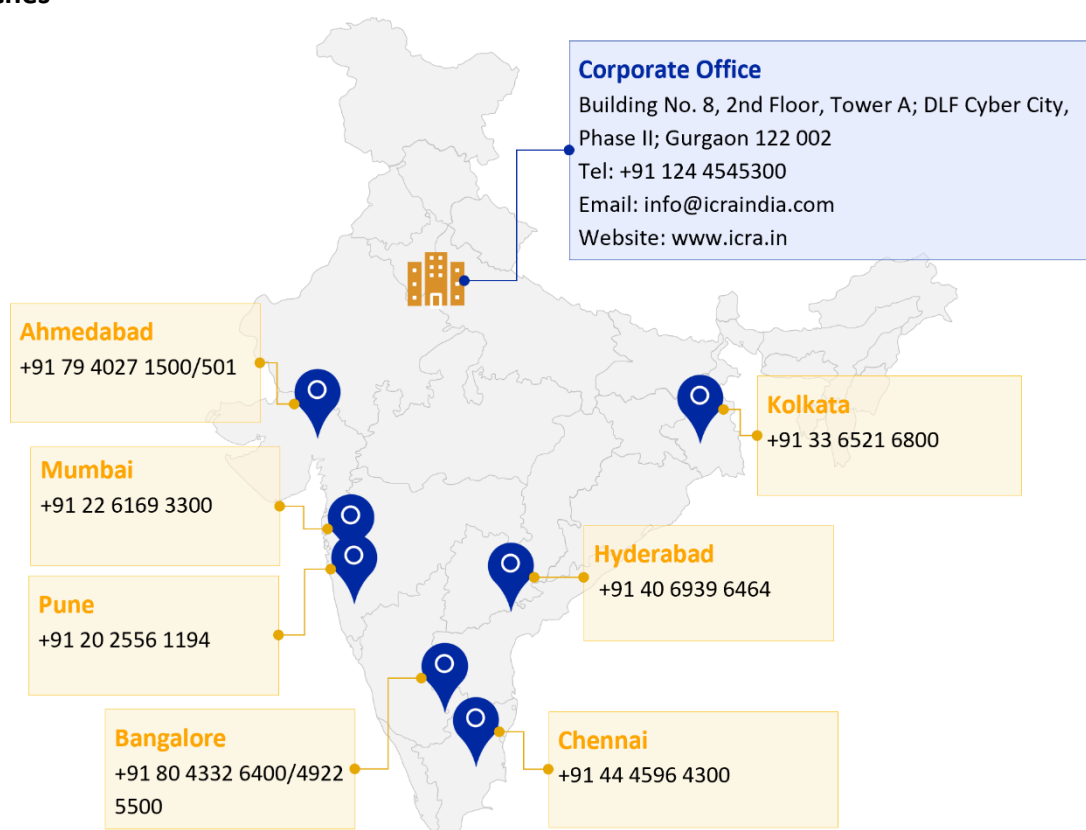 Corporate Office
Building No. 8, 2nd Floor, Tower A; DLF Cyber City,
Phase II; Gurgaon 122 002
Tel: +91 124 4545300
Email: info@icraindia.com
Website: www.icra.in
Ahmedabad
+91 79 4027 1500/501
Kolkata
+91 33 6521 6800
Mumbai
+91 22 6169 3300
Hyderabad
+91 40 6939 6464
Pune
+91 20 2556 1194
Bangalore
+91 80 4332 6400/4922
5500
Chennai
+91 44 4596 4300